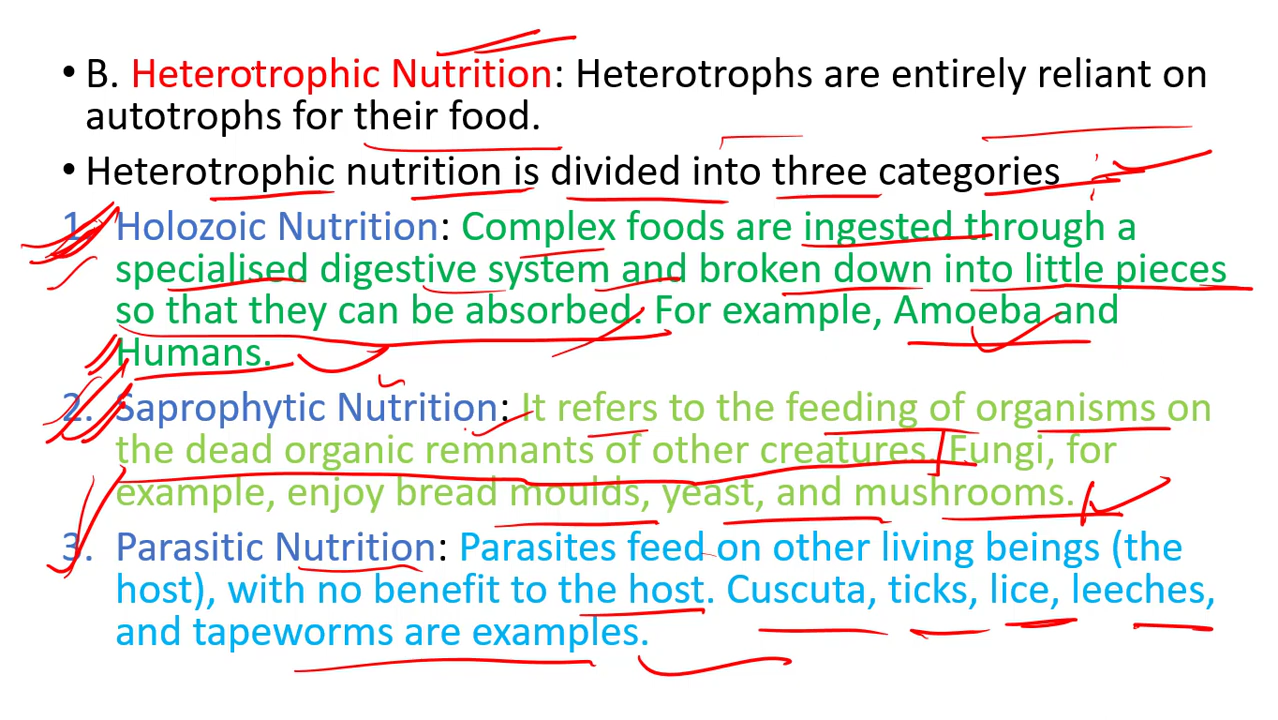 • B. Heterotrophic Nutrition: Heterotrophs are entirely reliant on
autotrophs for their food.
• Heterotrophic nutrition is divided into three categories
1. Holozoic Nutrition: Complex foods are ingested through a
specialised digestive system and broken down into little pieces
so that they can be absorbed. For example, Amoeba and
Humans.
2. Saprophytic Nutrition: It refers to the feeding of organisms on
the dead organic remnants of other creatures. Fungi, for
example, enjoy bread moulds, yeast, and mushrooms.
3. Parasitic Nutrition: Parasites feed on other living beings (the
host), with no benefit to the host. Cuscuta, ticks, lice, leeches,
and tapeworms are examples.